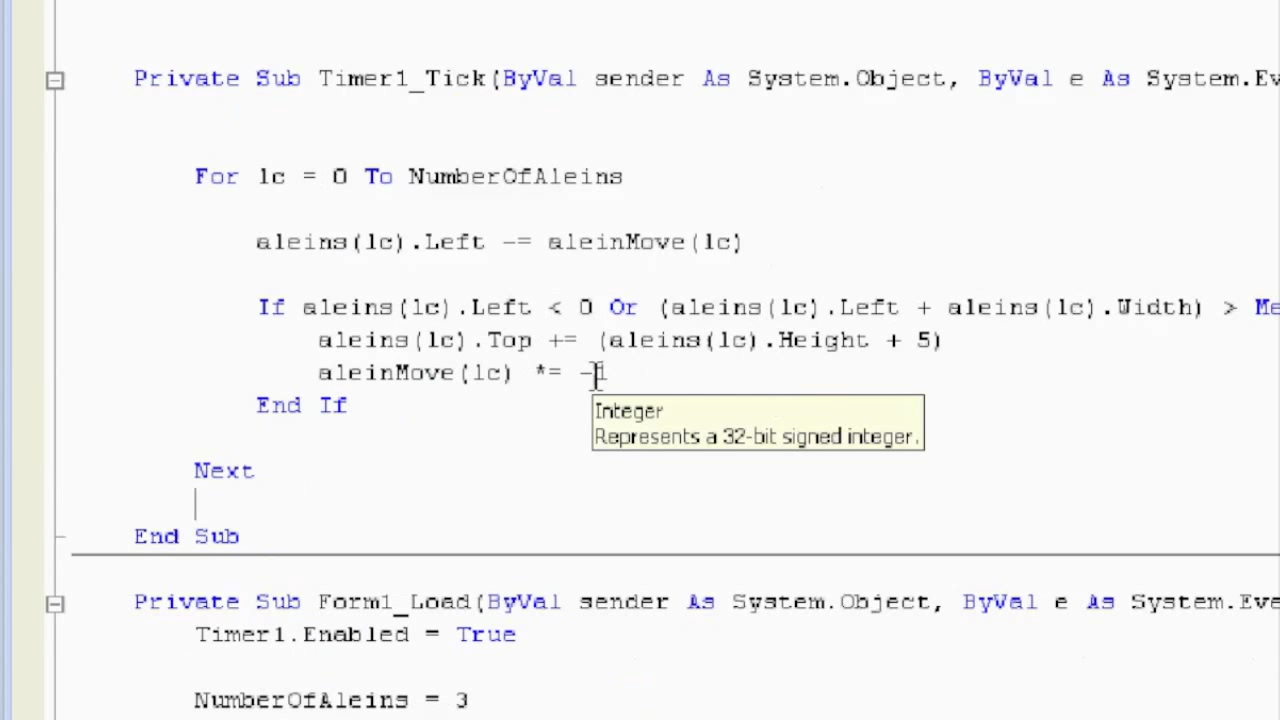 Private Sub Timer1_Tick(ByVal sender As System.Object, ByVal e As System.Ev
For lc = 0 To NumberOfAleins
aleins(lc).Left -= aleinMove(lc)
If aleins(lc).Left < 0 Or (aleins(lc).Left + aleins(lc).Width) > Me
aleins(lc).Top += (aleins(lc).Height + 5)
aleinMove(lc) *= -1
Integer
Represents a 32-bit signed integer.
End If
Next
End Sub
Private Sub Form1_Load(ByVal sender As System.Object, ByVal e As System.Eve
Timer1.Enabled = True
NumberOfAleins = 3